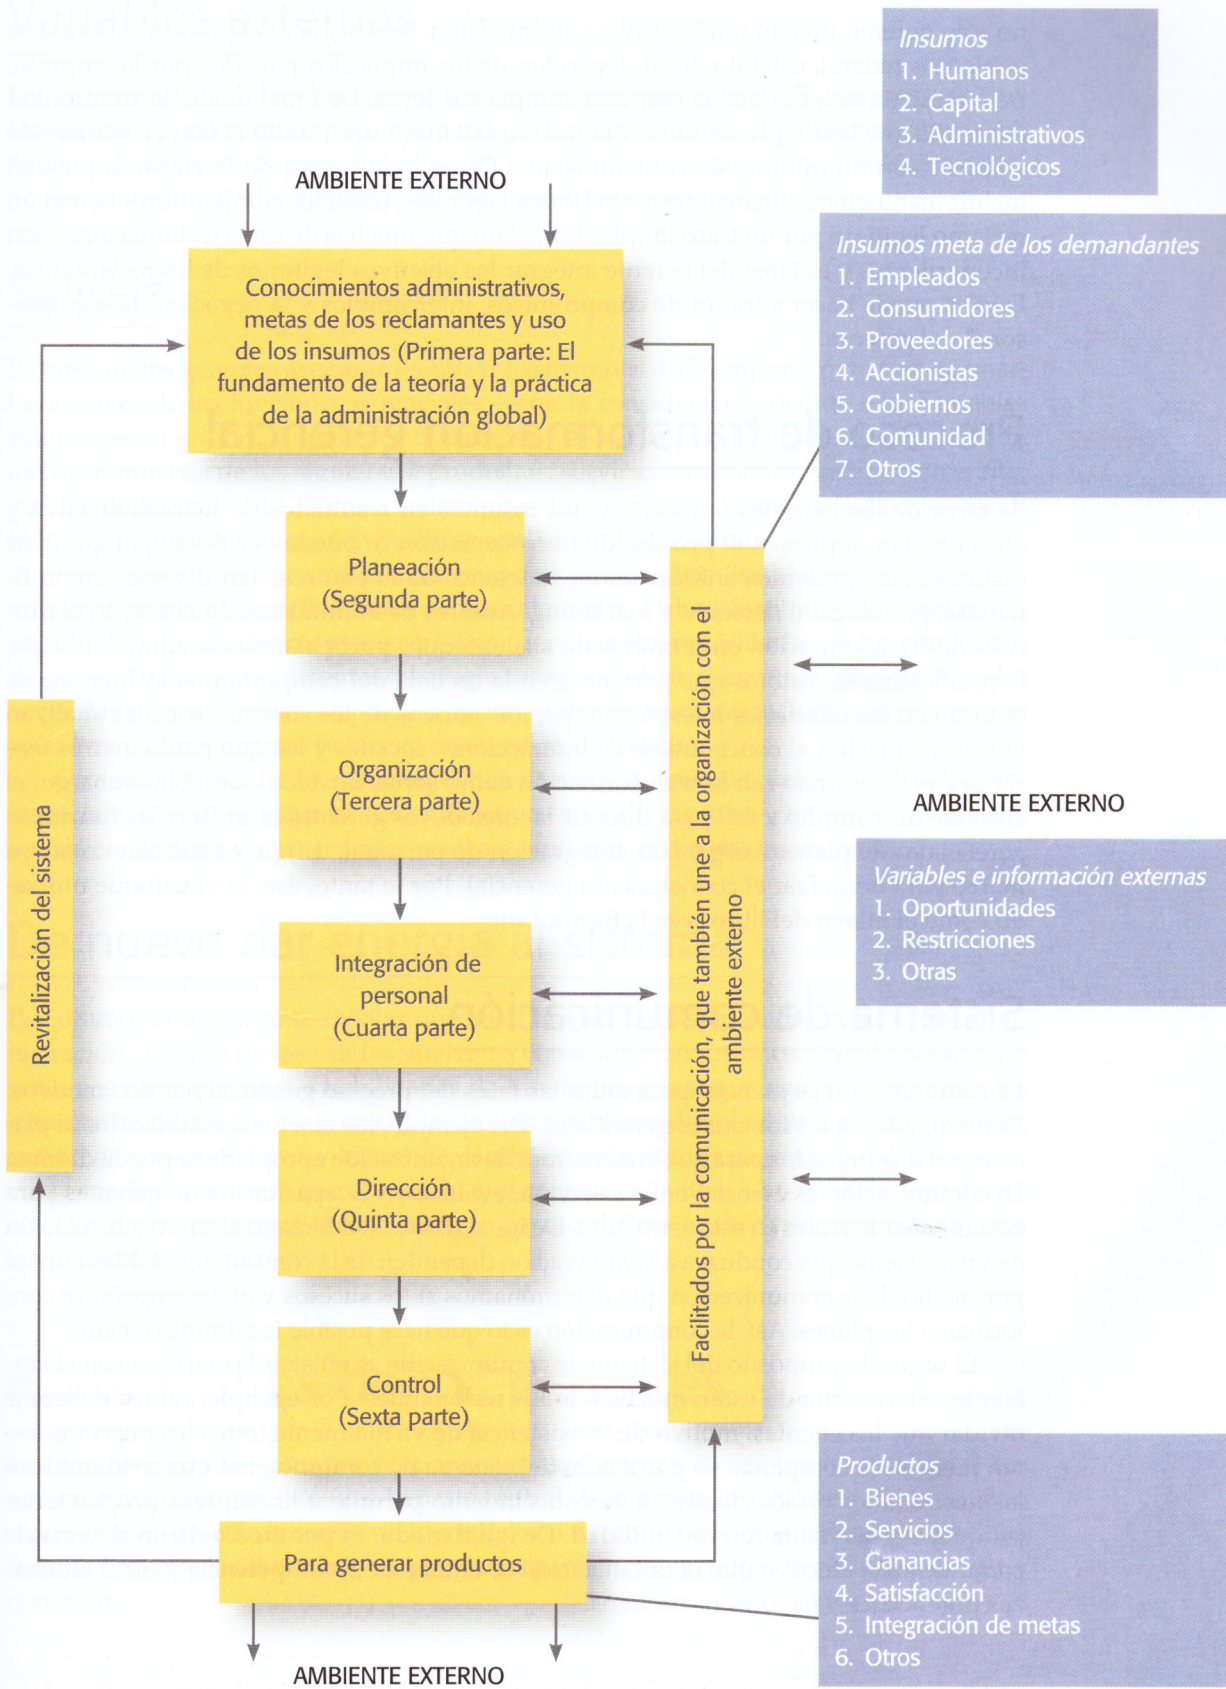 Insumos
1. Humanos
2. Capital
3. Administrativos
4. Tecnológicos
AMBIENTE EXTERNO
Insumos meta de los demandantes
1. Empleados
2. Consumidores
3. Proveedores
4. Accionistas
5. Gobiernos
6. Comunidad
7. Otros
Conocimientos administrativos,
metas de los reclamantes y uso
de los insumos (Primera parte: El
fundamento de la teoría y la práctica
de la administración global)
Planeación
(Segunda parte)
Organización
(Tercera parte)
Integración de
personal
(Cuarta parte)
Dirección
(Quinta parte)
Control
(Sexta parte)
Para generar productos
AMBIENTE EXTERNO
Revitalización del sistema
Facilitados por la comunicación, que también une a la organización con el
ambiente externo
AMBIENTE EXTERNO
Variables e información externas
1. Oportunidades
2. Restricciones
3. Otras
Productos
1. Bienes
2. Servicios
3. Ganancias
4. Satisfacción
5. Integración de metas
6. Otros